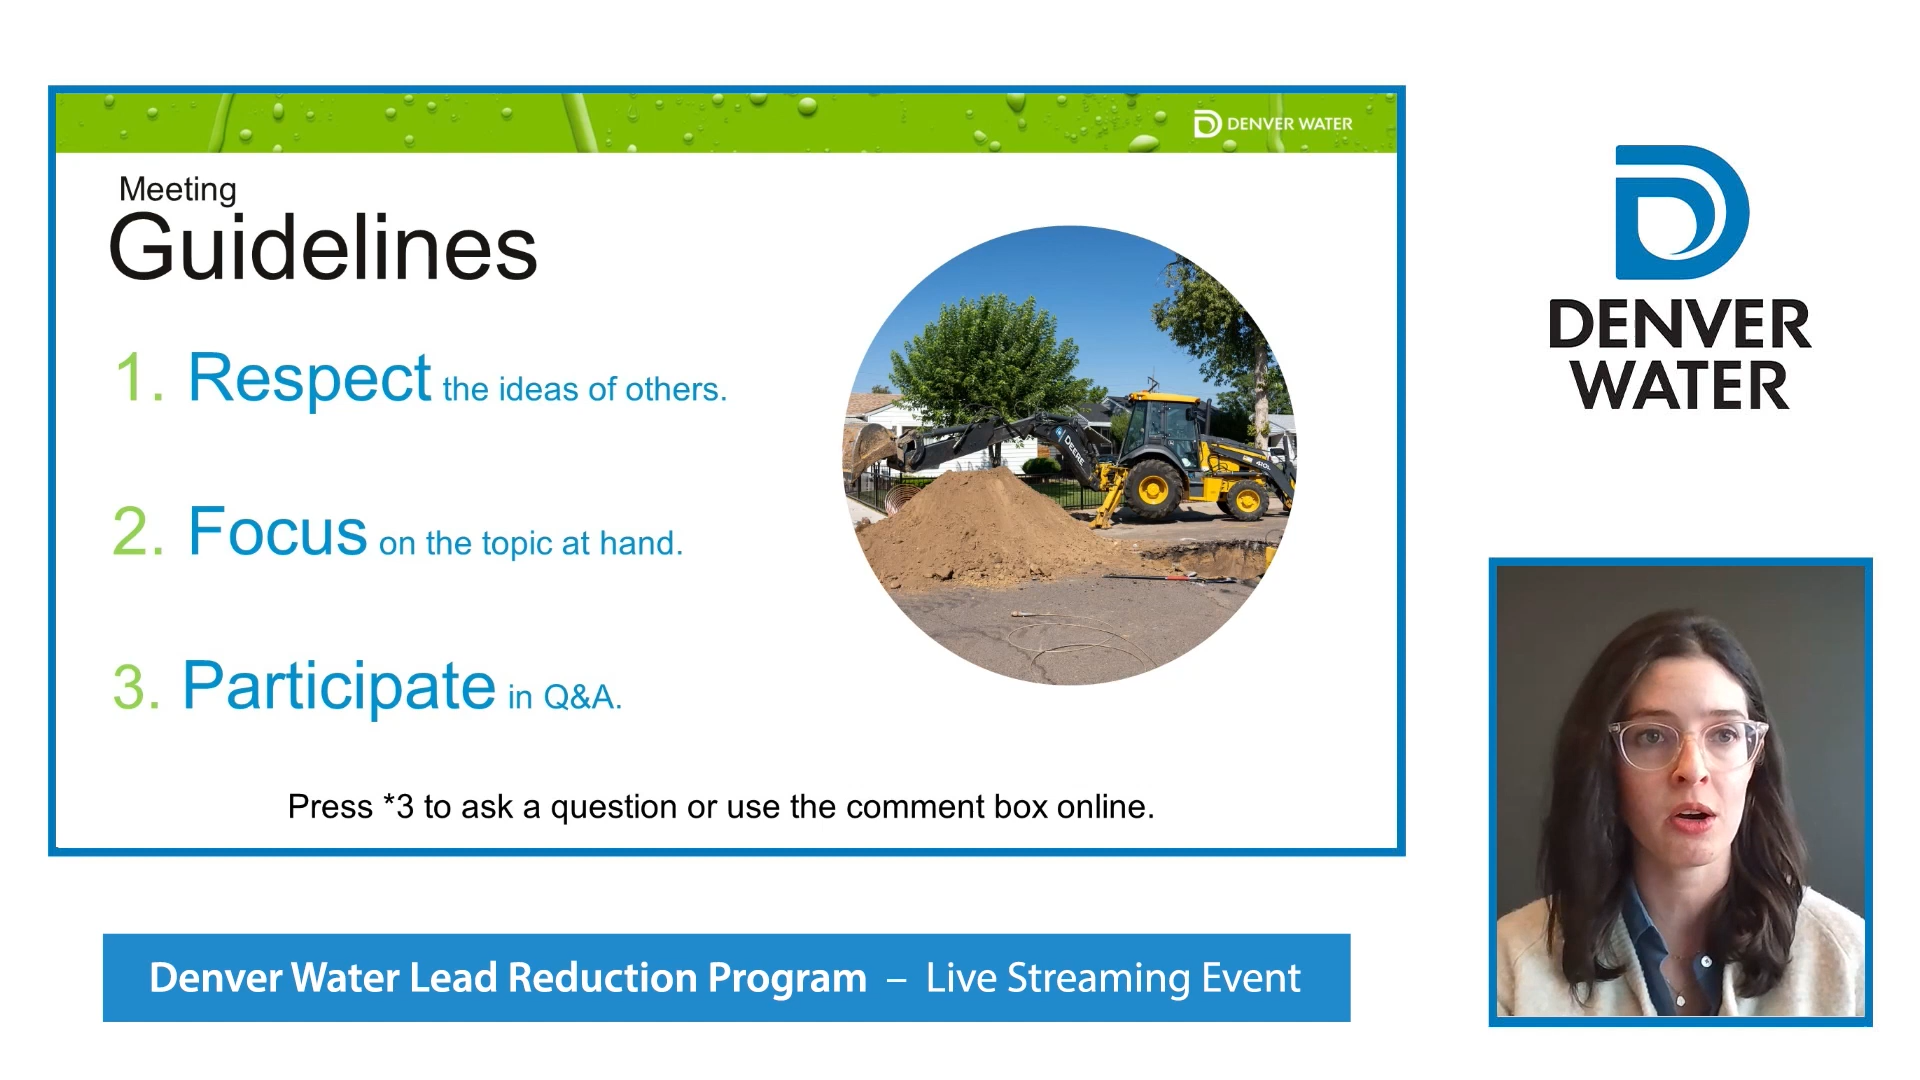 DENVER WATER
Meeting
Guidelines
1. Respect the ideas of others.
2. Focus on the topic at hand.
3. Participate in Q&A.
Press *3 to ask a question or use the comment box online.
DEERE
410L
DENVER
WATER
Denver Water Lead Reduction Program – Live Streaming Event